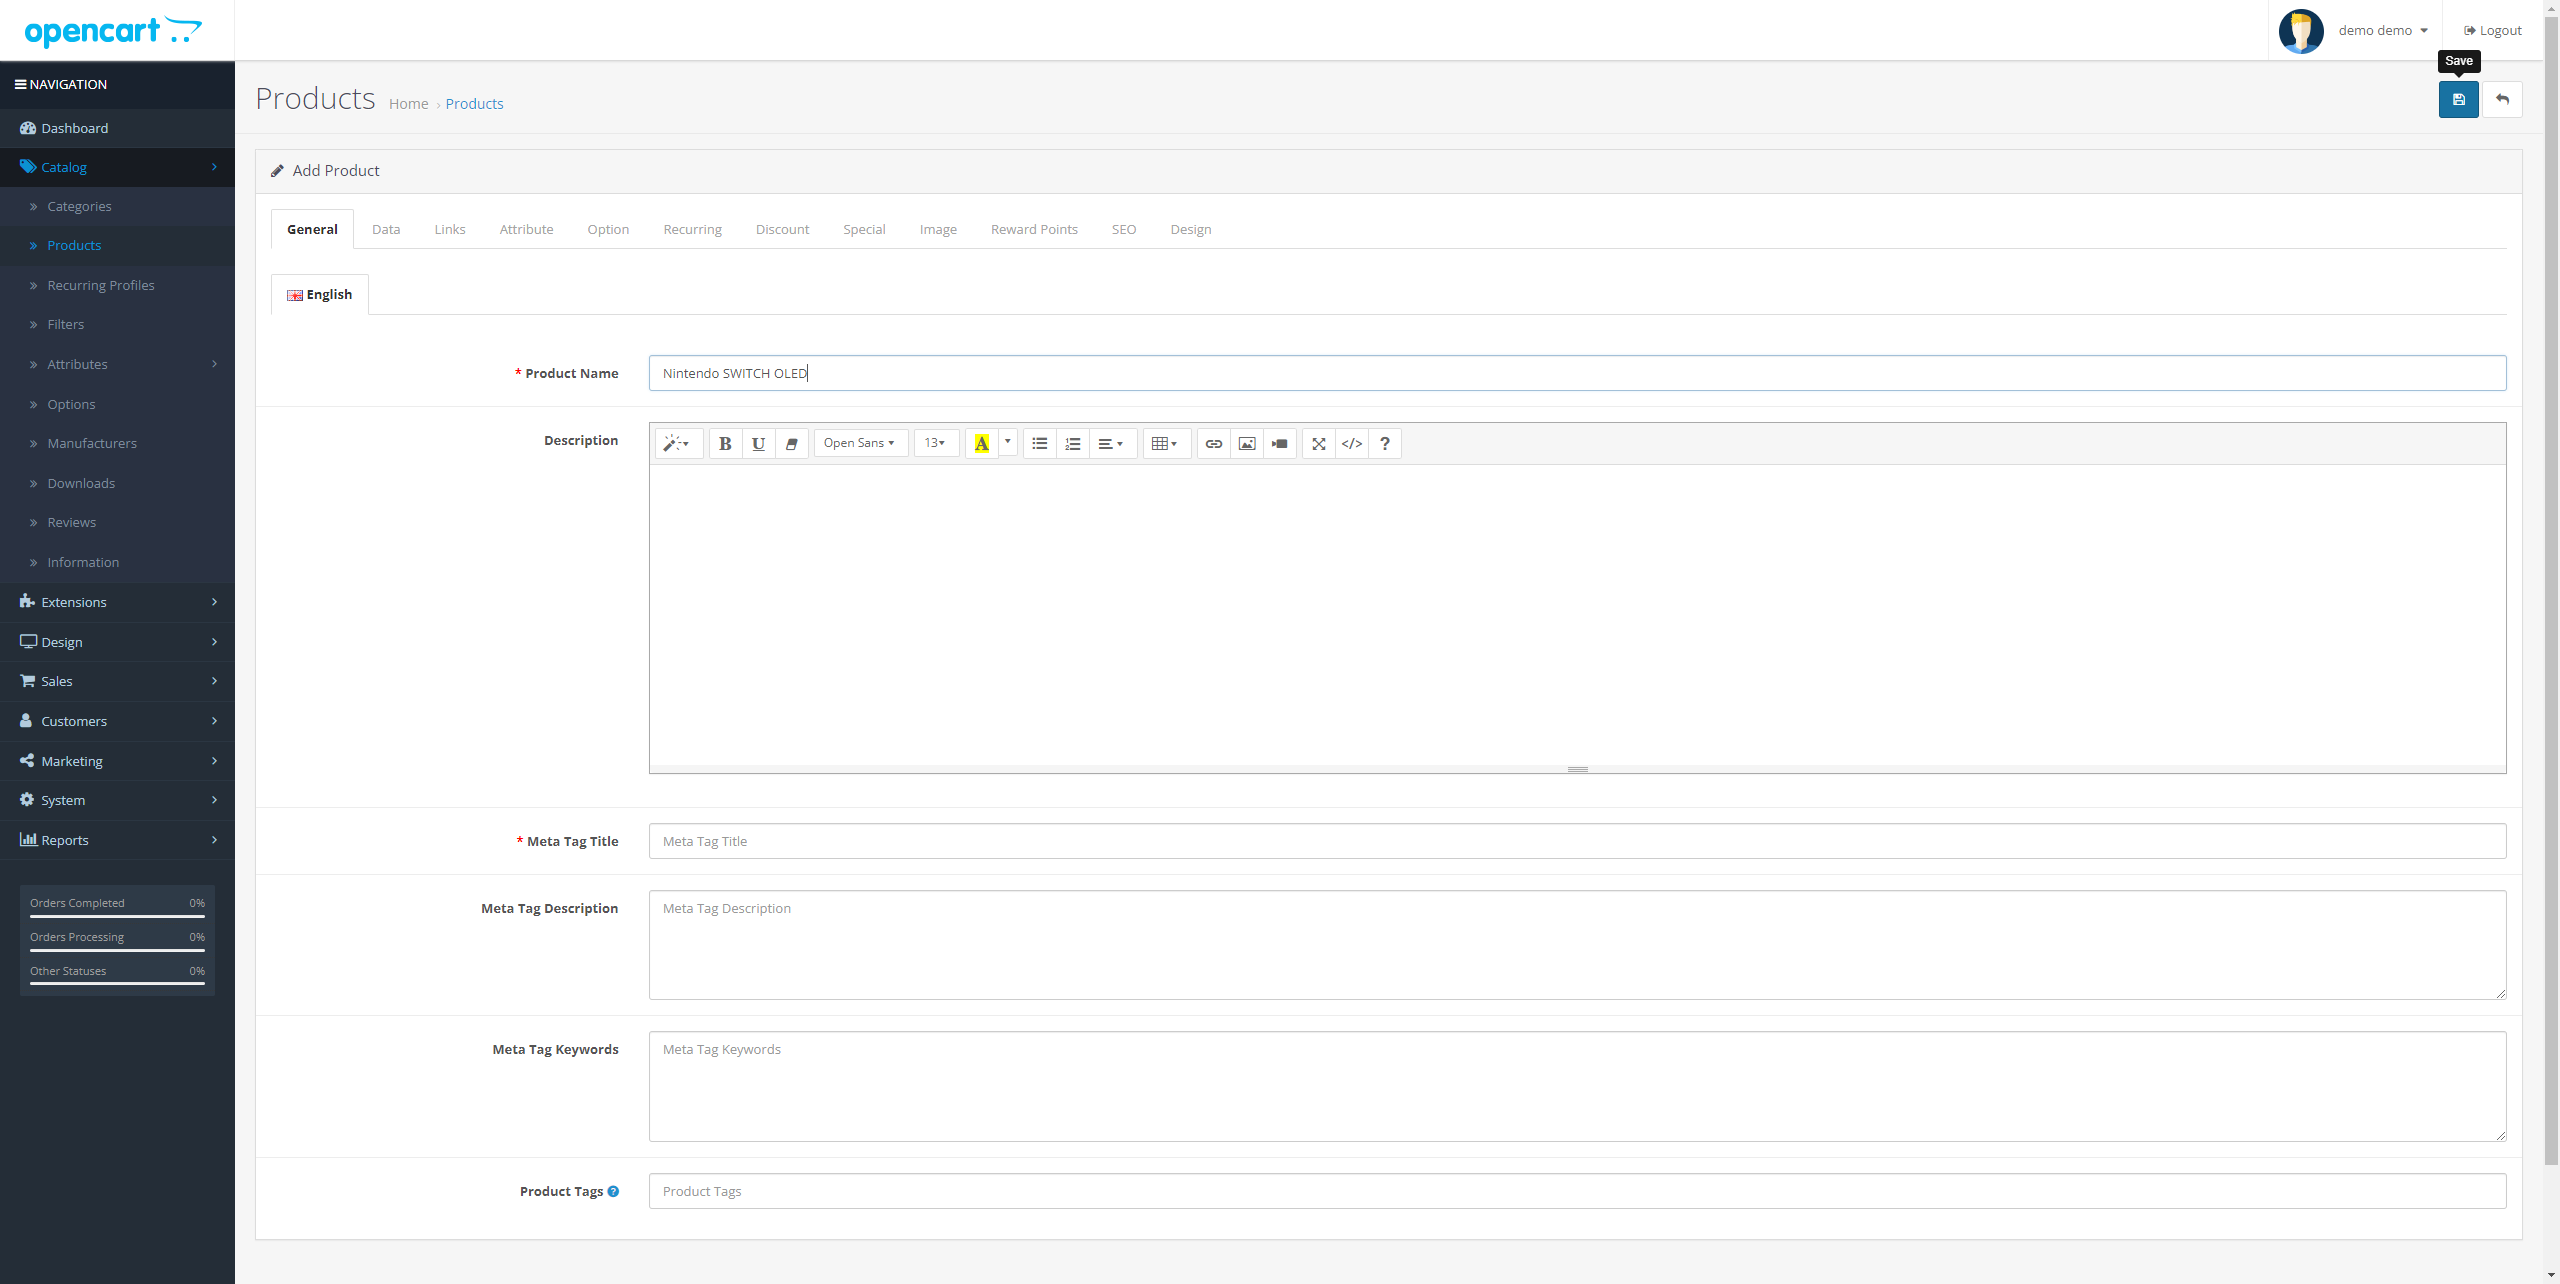 opencart
demo demo
Logout
Save
NAVIGATION
Dashboard
Catalog
Categories
Products
Recurring Profiles
Filters
Attributes
Options
Manufacturers
Downloads
Reviews
Information
Extensions
Design
Sales
Customers
Marketing
System
Reports
Orders Completed 0%
Orders Processing 0%
Other Statuses 0%
Products Home › Products
Add Product
General Data Links Attribute Option Recurring Discount Special Image Reward Points SEO Design
English
* Product Name Nintendo SWITCH OLED
Description
B U Open Sans 13 A </> ?
* Meta Tag Title Meta Tag Title
Meta Tag Description Meta Tag Description
Meta Tag Keywords Meta Tag Keywords
Product Tags ? Product Tags